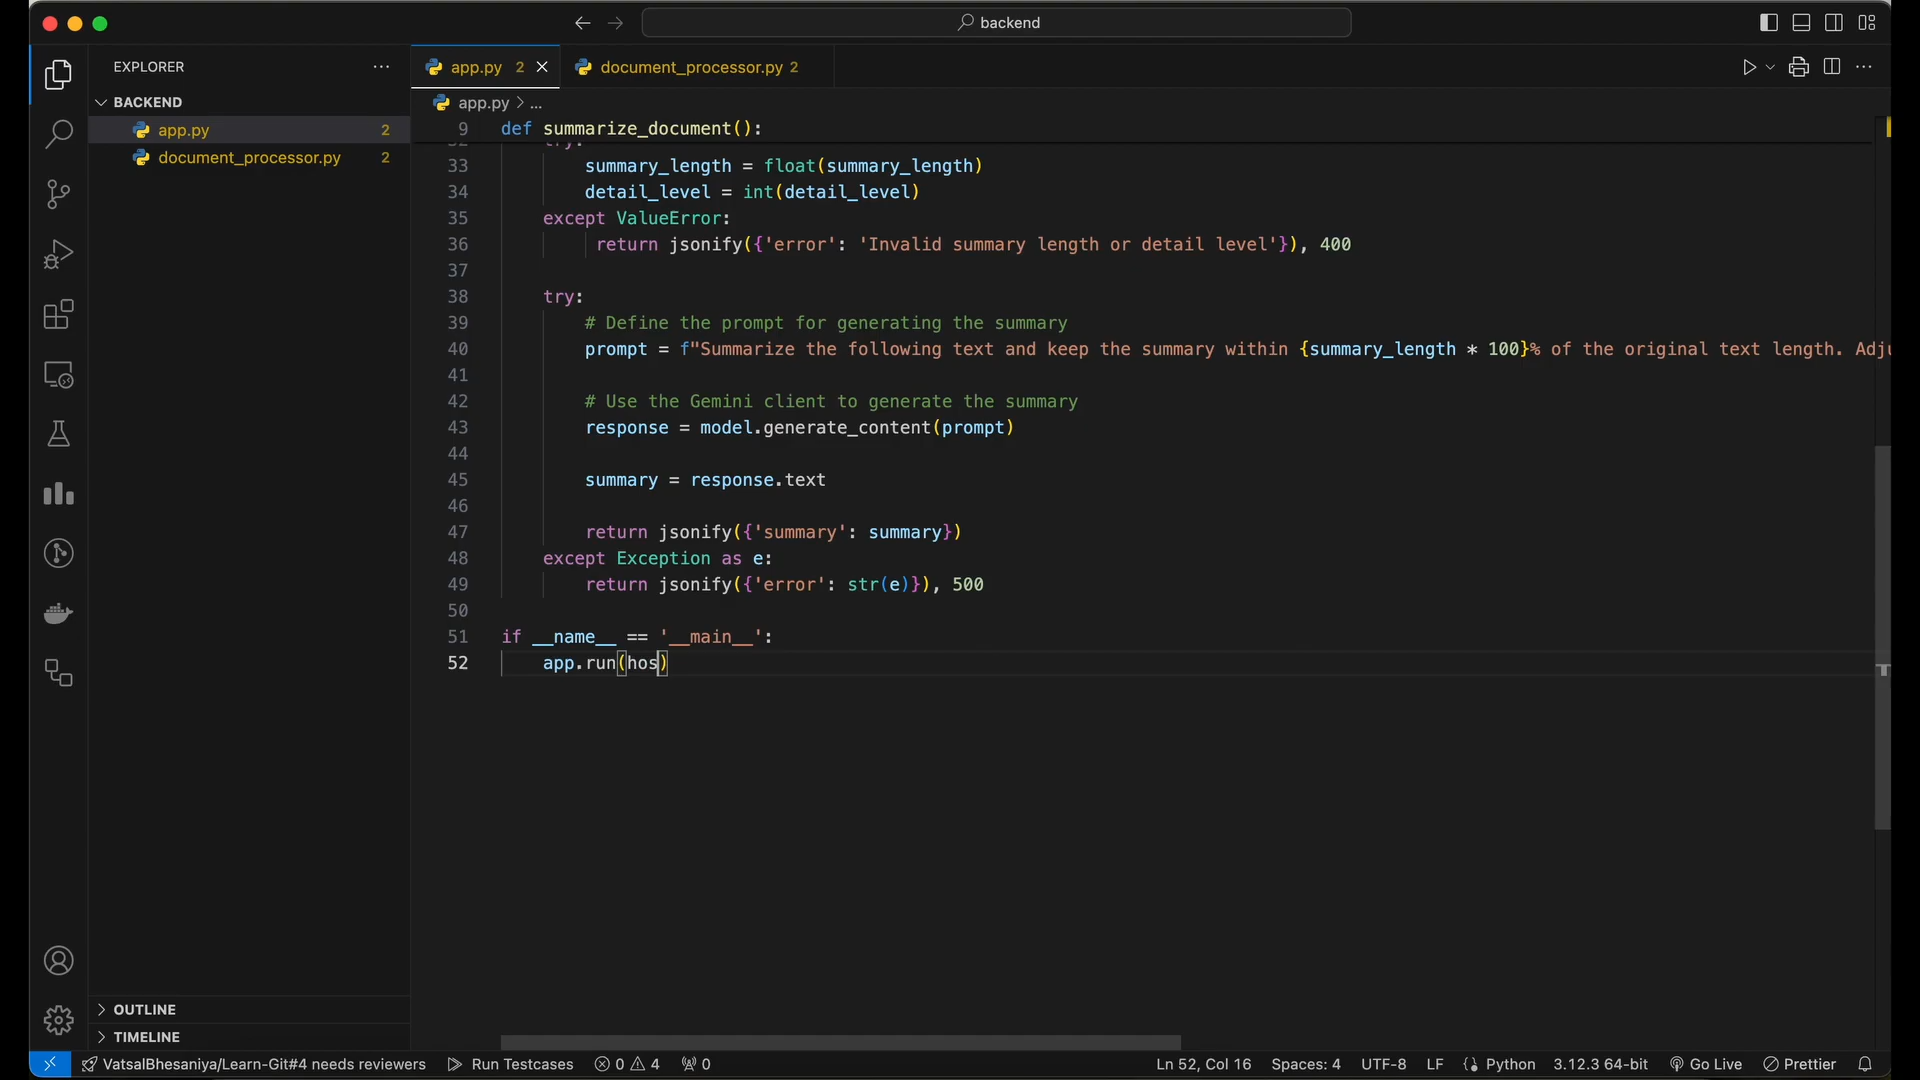 backend
EXPLORER
BACKEND
app.py 2
document_processor.py 2
OUTLINE
TIMELINE
app.py 2
document_processor.py 2
app.py > ...
9 def summarize_document():
32 try:
33 summary_length = float(summary_length)
34 detail_level = int(detail_level)
35 except ValueError:
36 return jsonify({'error': 'Invalid summary length or detail level'}), 400
37
38 try:
39 # Define the prompt for generating the summary
40 prompt = f"Summarize the following text and keep the summary within {summary_length * 100}% of the original text length. Adju
41
42 # Use the Gemini client to generate the summary
43 response = model.generate_content(prompt)
44
45 summary = response.text
46
47 return jsonify({'summary': summary})
48 except Exception as e:
49 return jsonify({'error': str(e)}), 500
50
51 if __name__ == '__main__':
52 app.run(hos)
VatsalBhesaniya/Learn-Git#4 needs reviewers Run Testcases 0 4 0 Ln 52, Col 16 Spaces: 4 UTF-8 LF Python 3.12.3 64-bit Go Live Prettier